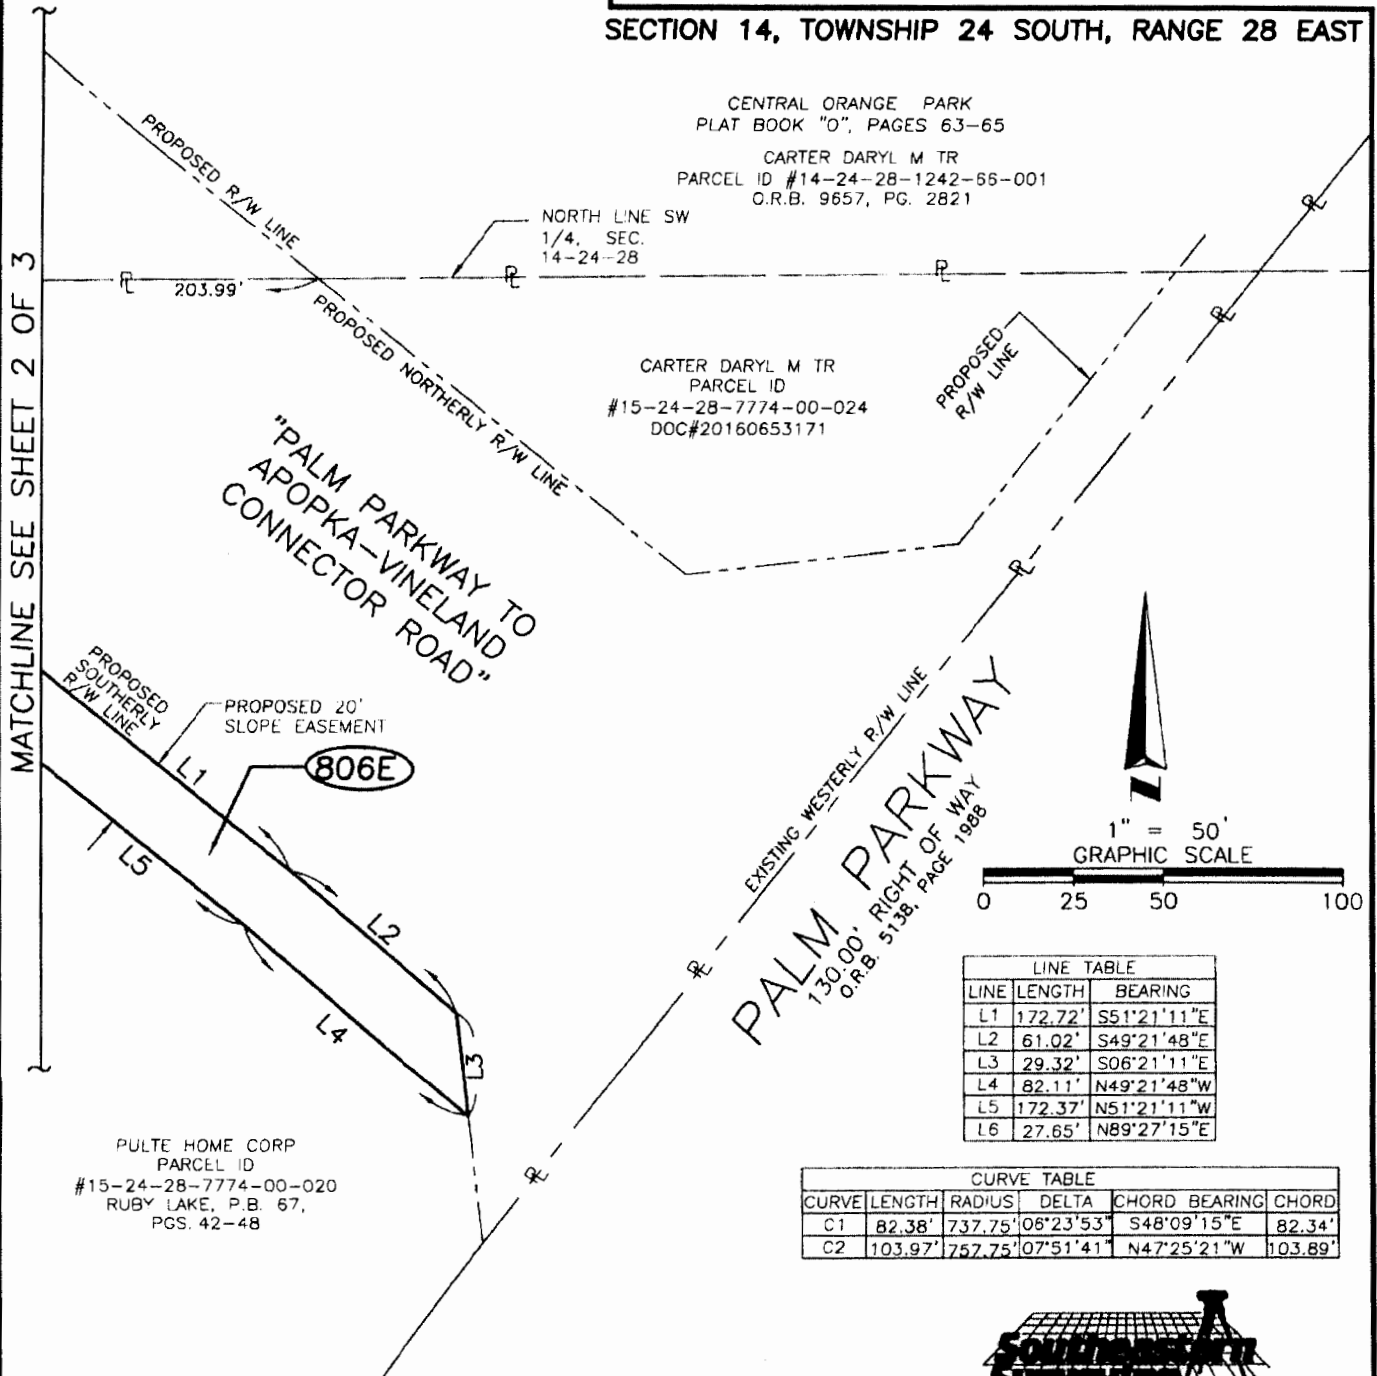 SECTION 14, TOWNSHIP 24 SOUTH, RANGE 28 EAST
CENTRAL ORANGE PARK
PLAT BOOK "O", PAGES 63-65
CARTER DARYL M TR
PARCEL ID #14-24-28-1242-66-001
O.R.B. 9657, PG. 2821
PROPOSED R/W LINE
NORTH LINE SW
1/4, SEC.
14-24-28
203.99'
PROPOSED NORTHERLY R/W LINE
MATCHLINE SEE SHEET 2 OF 3
CARTER DARYL M TR
PARCEL ID
#15-24-28-7774-00-024
DOC#20160653171
PROPOSED
R/W LINE
"PALM PARKWAY TO
APOPKA-VINELAND
CONNECTOR ROAD"
PROPOSED
SOUTHERLY
R/W LINE
PROPOSED 20'
SLOPE EASEMENT
806E
L1
L5
L2
L4
L3
EXISTING WESTERLY R/W LINE
PALM PARKWAY
130.00' RIGHT OF WAY
O.R.B. 5138, PAGE 1988
1" = 50'
GRAPHIC SCALE
0 25 50 100
LINE TABLE
LINE LENGTH BEARING
L1 172.72' S51°21'11"E
L2 61.02' S49°21'48"E
L3 29.32' S06°21'11"E
L4 82.11' N49°21'48"W
L5 172.37' N51°21'11"W
L6 27.65' N89°27'15"E
CURVE TABLE
CURVE LENGTH RADIUS DELTA CHORD BEARING CHORD
C1 82.38' 737.75' 06°23'53" S48°09'15"E 82.34'
C2 103.97' 757.75' 07°51'41" N47°25'21"W 103.89'
PULTE HOME CORP
PARCEL ID
#15-24-28-7774-00-020
RUBY LAKE, P.B. 67,
PGS. 42-48
Southeastern